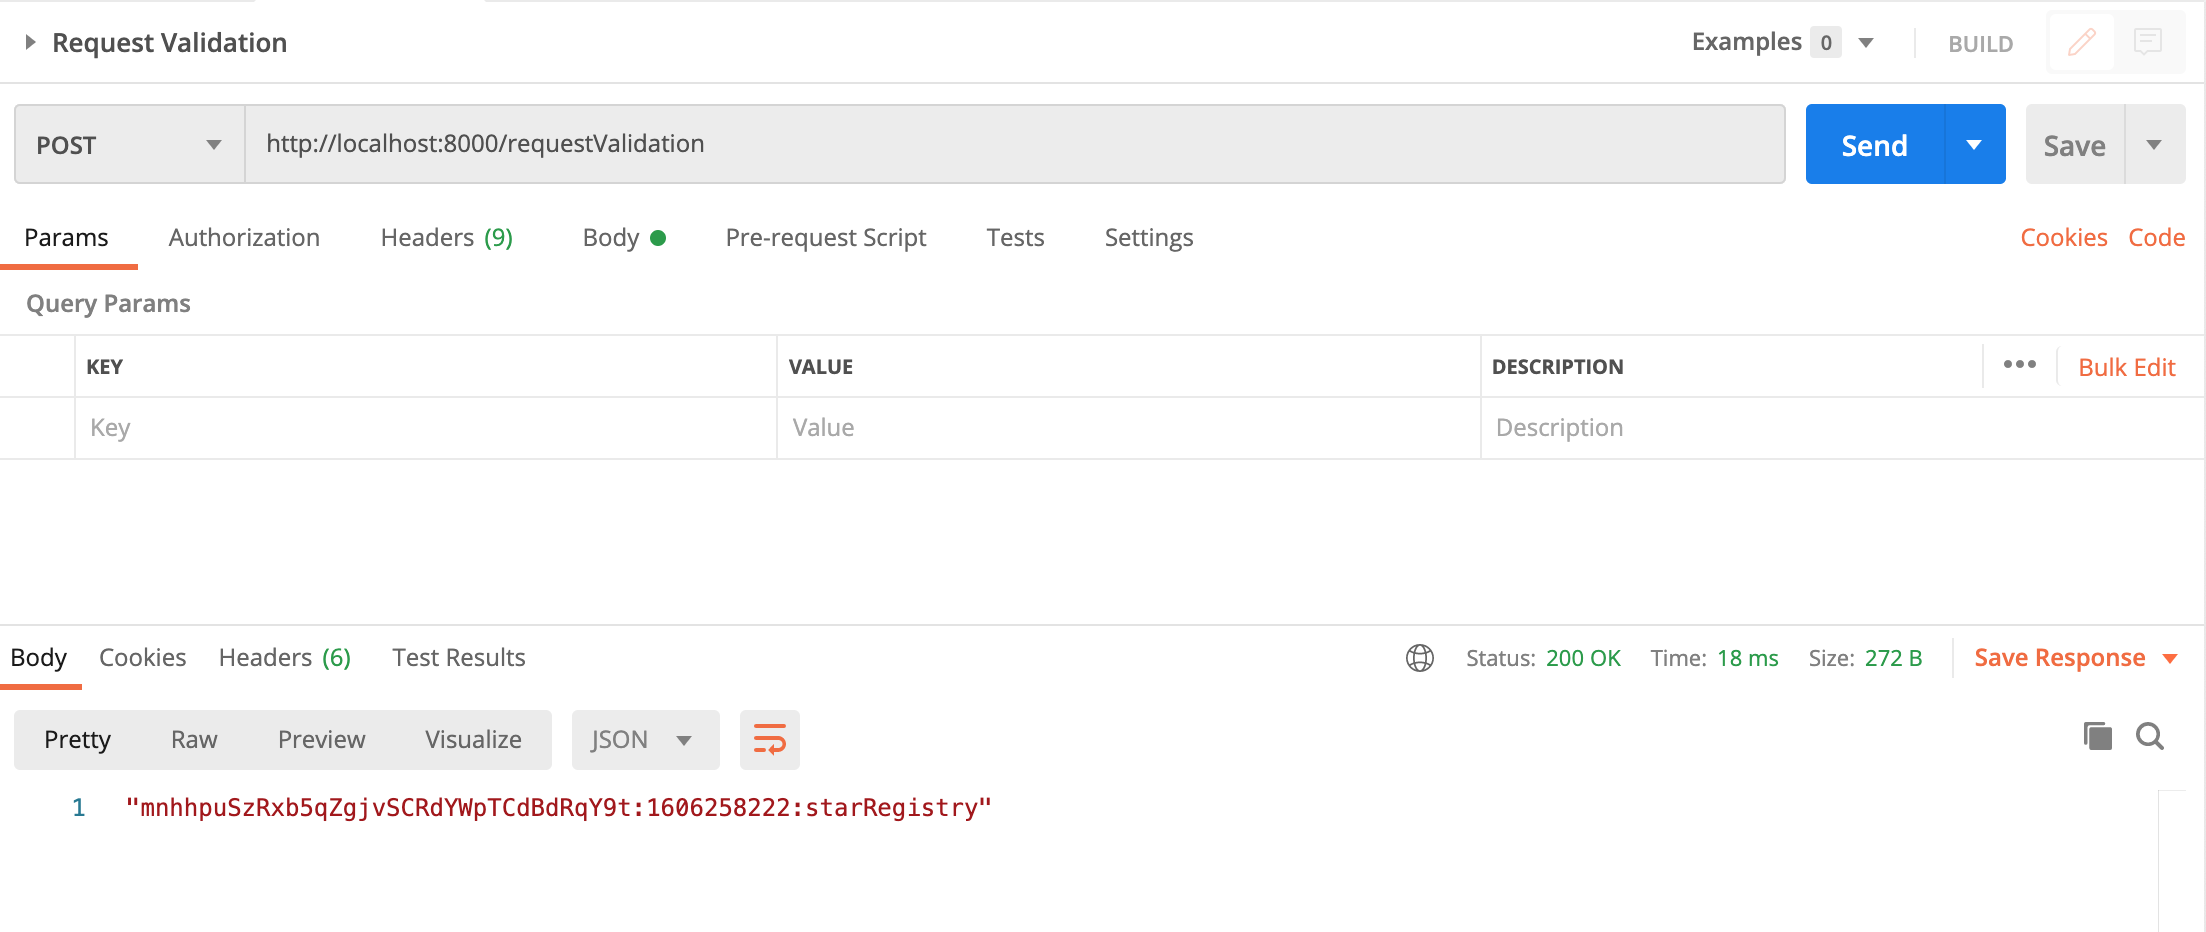 Request Validation Examples 0 BUILD
POST http://localhost:8000/requestValidation Send Save
Params Authorization Headers (9) Body Pre-request Script Tests Settings Cookies Code
Query Params
KEY VALUE DESCRIPTION ••• Bulk Edit
Key Value Description
Body Cookies Headers (6) Test Results Status: 200 OK Time: 18 ms Size: 272 B Save Response
Pretty Raw Preview Visualize JSON
1 "mnhhpuSzRxb5qZgjvSCRdYWpTCdBdRqY9t:1606258222:starRegistry"